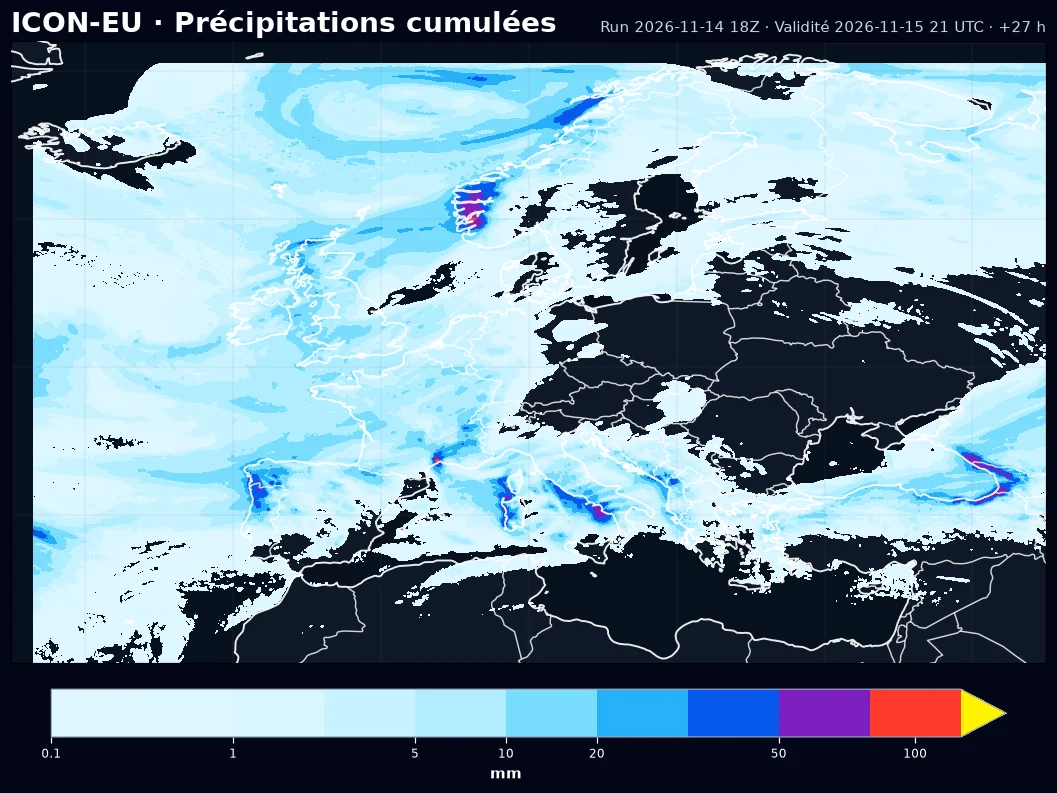 ICON-EU · Précipitations cumulées
Run 2026-11-14 18Z · Validité 2026-11-15 21 UTC · +27 h
0.1 1 5 10 20 50 100
mm